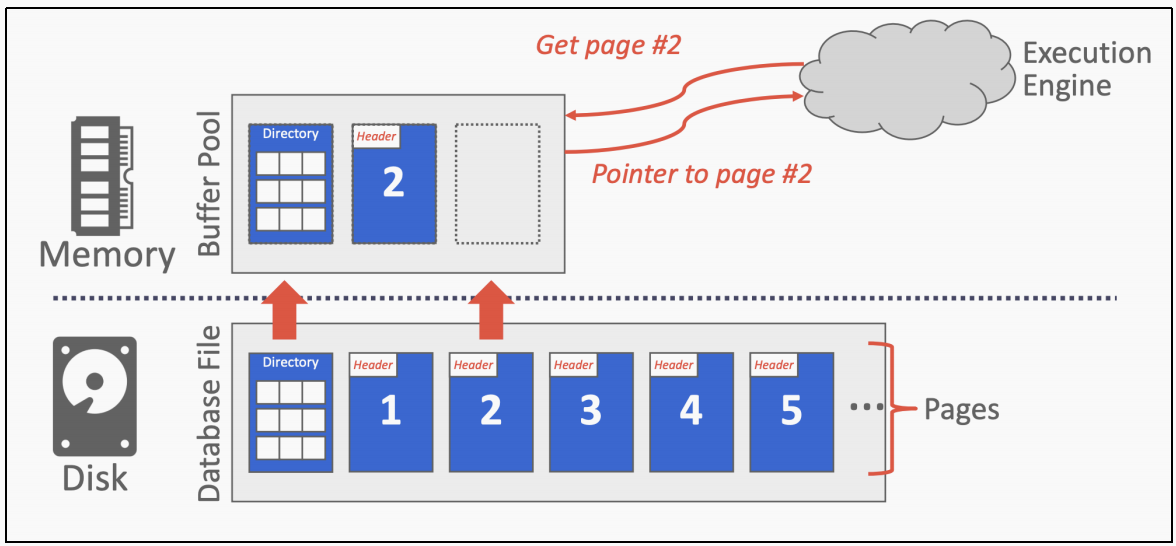 Get page #2
Execution
Engine
Pointer to page #2
Buffer Pool
Directory
Header
2
Memory
Database File
Directory
Header
1
Header
2
Header
3
Header
4
Header
5
...
Pages
Disk